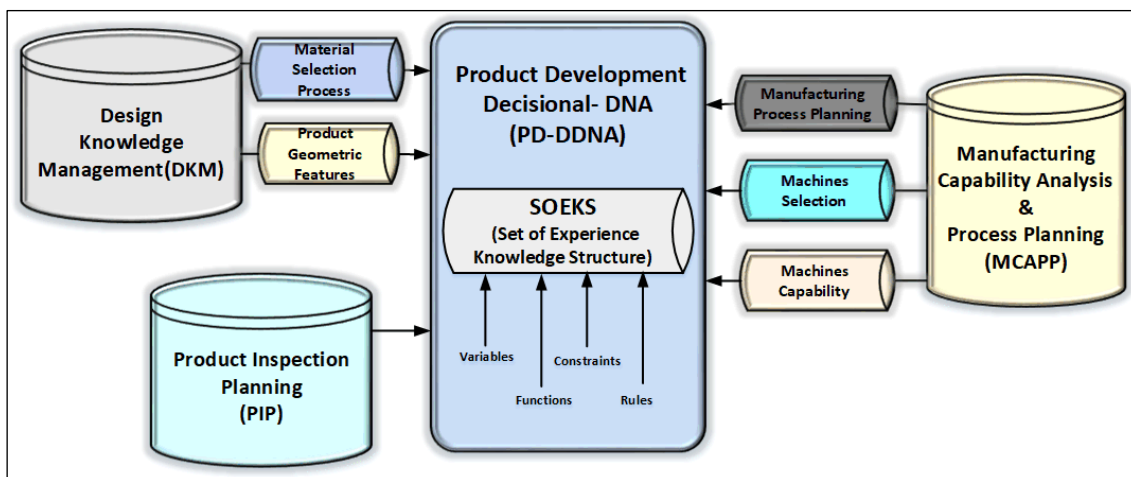 Design
Knowledge
Management(DKM)
Material
Selection
Process
Product
Geometric
Features
Product Inspection
Planning
(PIP)
Product Development
Decisional- DNA
(PD-DDNA)
SOEKS
(Set of Experience
Knowledge Structure)
Variables
Constraints
Functions
Rules
Manufacturing
Process Planning
Machines
Selection
Machines
Capability
Manufacturing
Capability Analysis
&
Process Planning
(MCAPP)